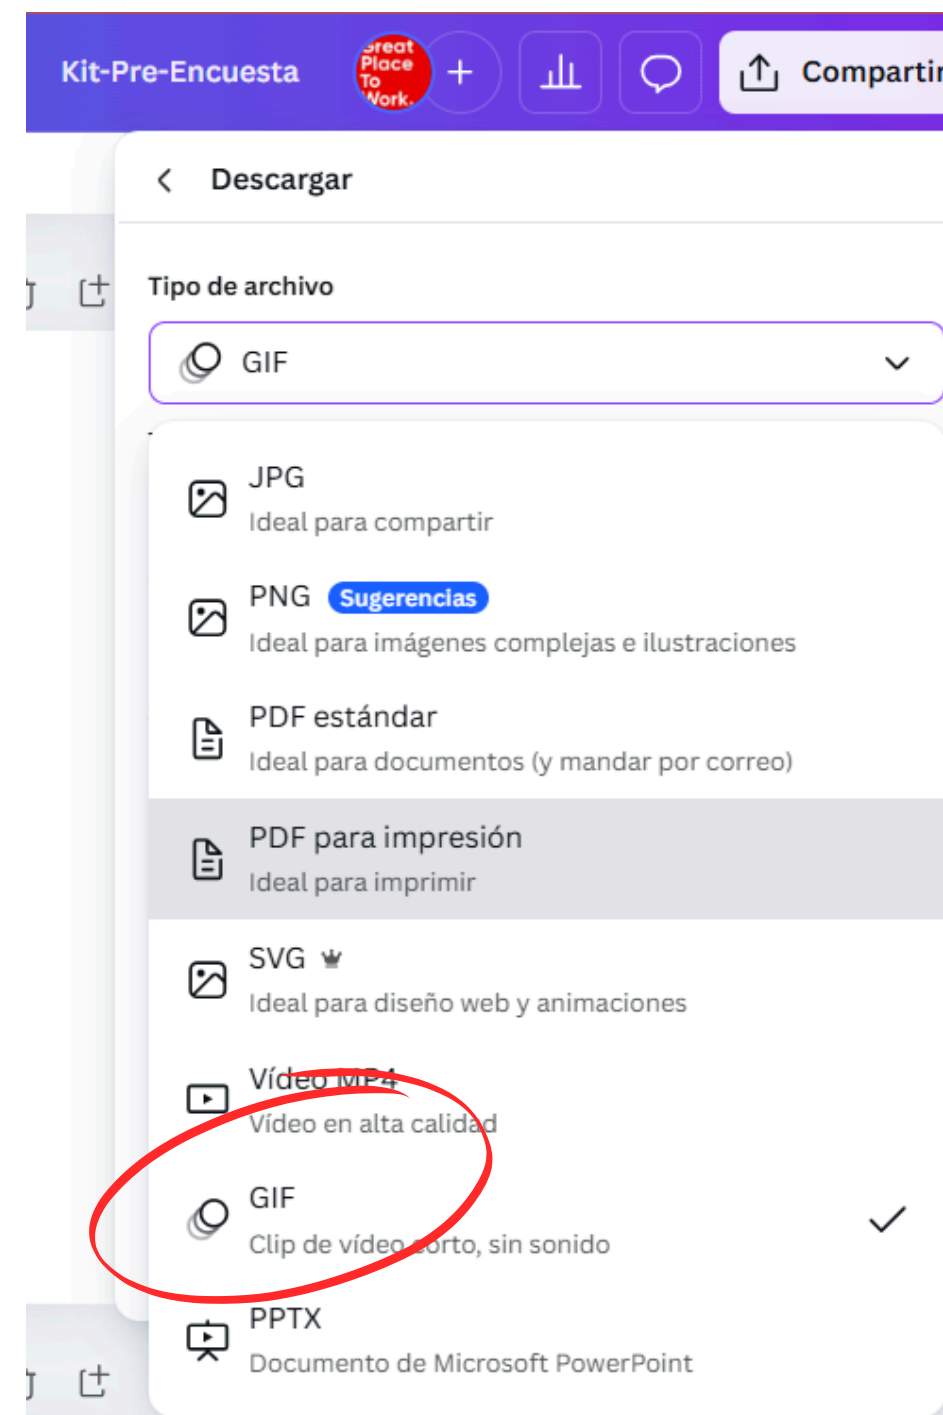 Kit-Pre-Encuesta
Great
Place
To
Work.
Compartir
Descargar
Tipo de archivo
GIF
JPG
Ideal para compartir
PNG Sugerencias
Ideal para imágenes complejas e ilustraciones
PDF estándar
Ideal para documentos (y mandar por correo)
PDF para impresión
Ideal para imprimir
SVG
Ideal para diseño web y animaciones
Vídeo MP4
Vídeo en alta calidad
GIF
Clip de vídeo corto, sin sonido
PPTX
Documento de Microsoft PowerPoint